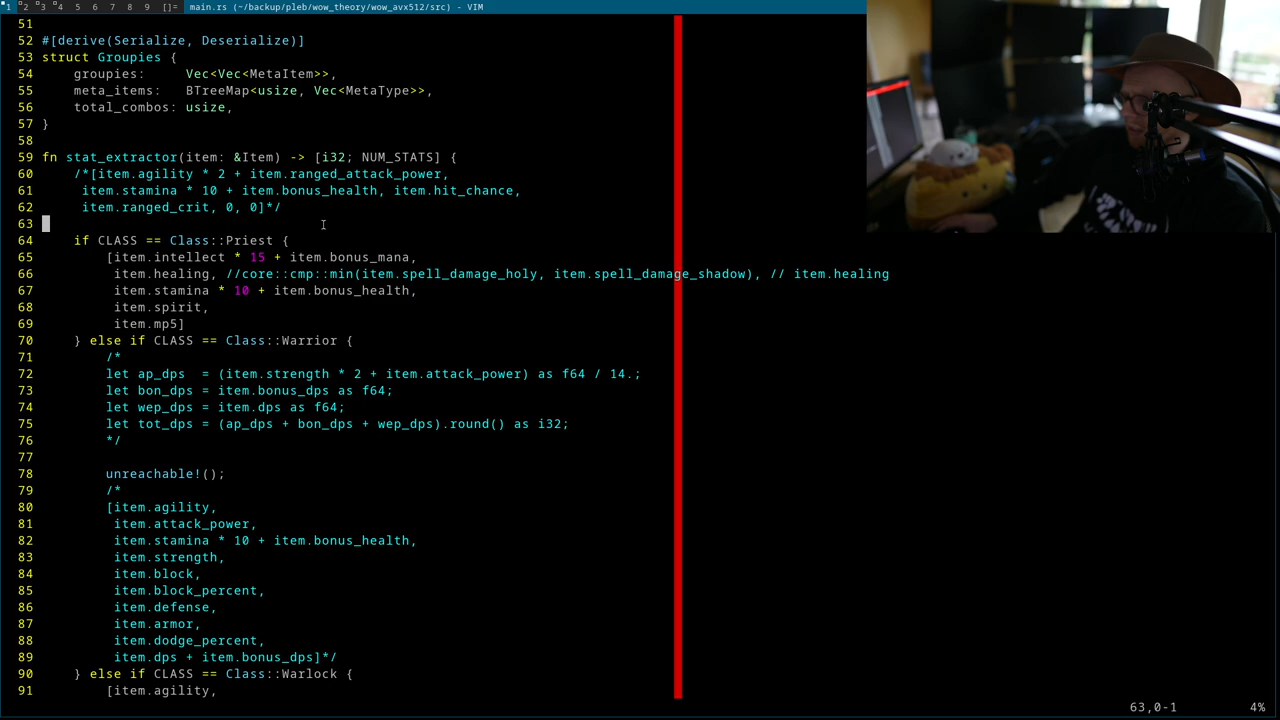 1 2 3 4 5 6 7 8 9 []= main.rs (~/backup/pleb/wow_theory/wow_avx512/src) - VIM
51
52 #[derive(Serialize, Deserialize)]
53 struct Groupies {
54     groupies:     Vec<Vec<MetaItem>>,
55     meta_items:   BTreeMap<usize, Vec<MetaType>>,
56     total_combos: usize,
57 }
58
59 fn stat_extractor(item: &Item) -> [i32; NUM_STATS] {
60     /*[item.agility * 2 + item.ranged_attack_power,
61      item.stamina * 10 + item.bonus_health, item.hit_chance,
62      item.ranged_crit, 0, 0]*/
63
64     if CLASS == Class::Priest {
65         [item.intellect * 15 + item.bonus_mana,
66          item.healing, //core::cmp::min(item.spell_damage_holy, item.spell_damage_shadow), // item.healing
67          item.stamina * 10 + item.bonus_health,
68          item.spirit,
69          item.mp5]
70     } else if CLASS == Class::Warrior {
71         /*
72         let ap_dps  = (item.strength * 2 + item.attack_power) as f64 / 14.;
73         let bon_dps = item.bonus_dps as f64;
74         let wep_dps = item.dps as f64;
75         let tot_dps = (ap_dps + bon_dps + wep_dps).round() as i32;
76         */
77
78         unreachable!();
79         /*
80         [item.agility,
81          item.attack_power,
82          item.stamina * 10 + item.bonus_health,
83          item.strength,
84          item.block,
85          item.block_percent,
86          item.defense,
87          item.armor,
88          item.dodge_percent,
89          item.dps + item.bonus_dps]*/
90     } else if CLASS == Class::Warlock {
91         [item.agility,
63,0-1 4%